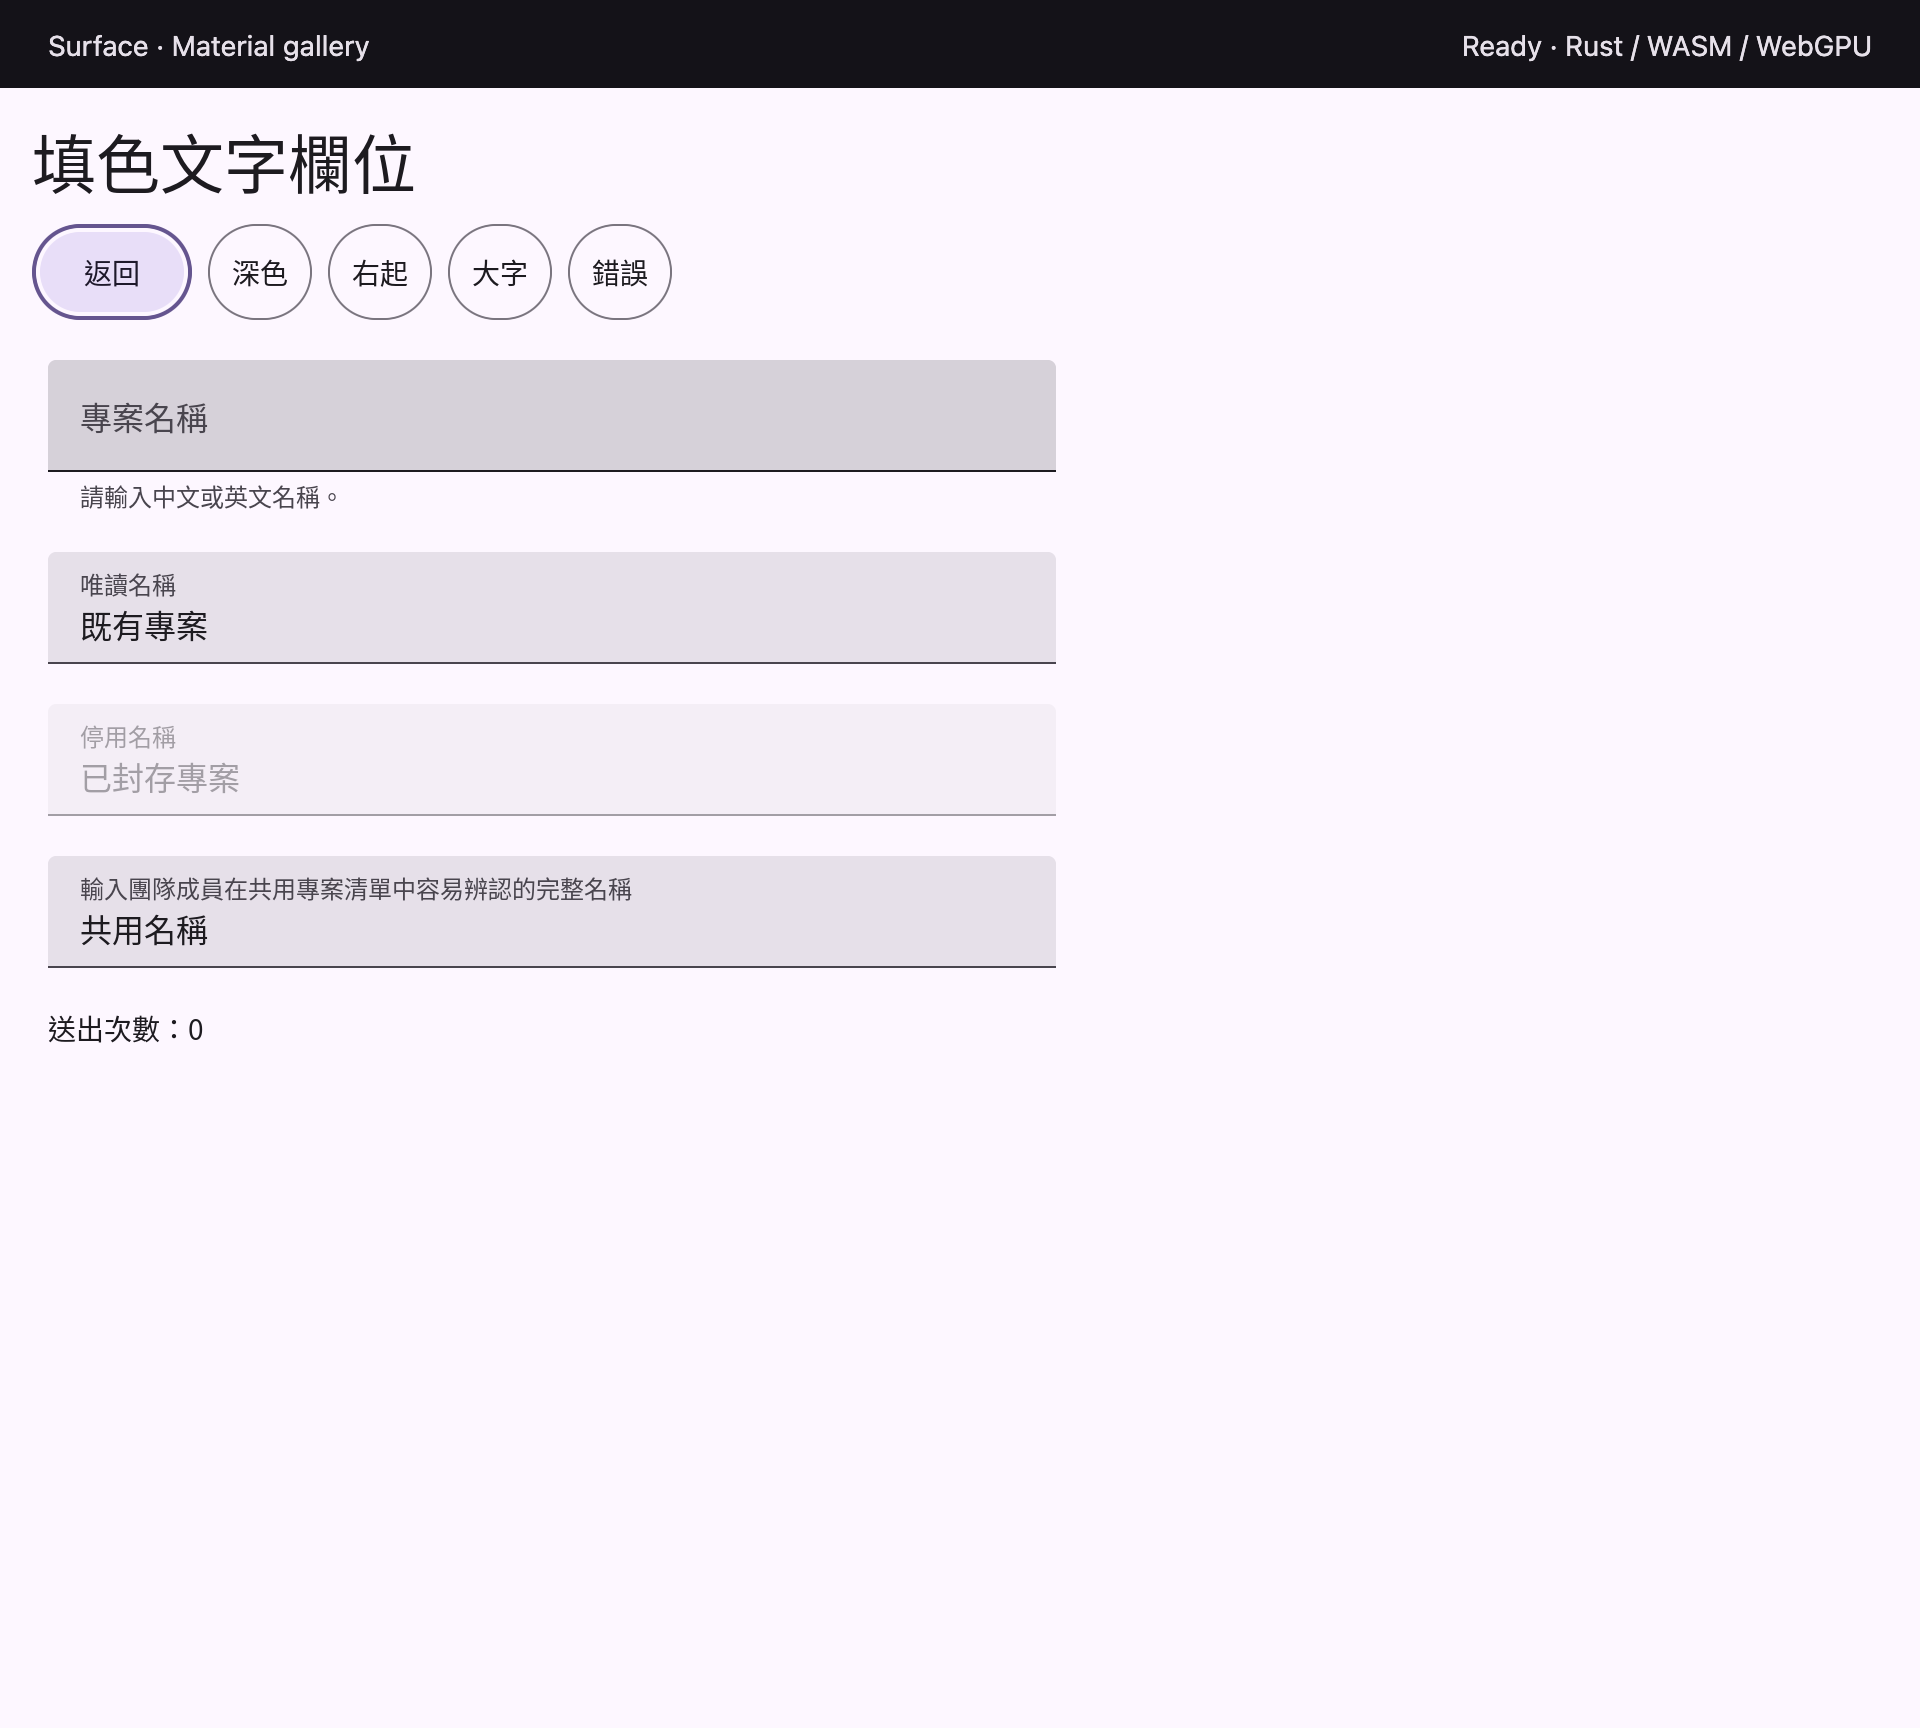 Surface · Material gallery
Ready · Rust / WASM / WebGPU
填色文字欄位
返回
深色
右起
大字
錯誤
專案名稱
請輸入中文或英文名稱。
唯讀名稱
既有專案
停用名稱
已封存專案
輸入團隊成員在共用專案清單中容易辨認的完整名稱
共用名稱
送出次數：0